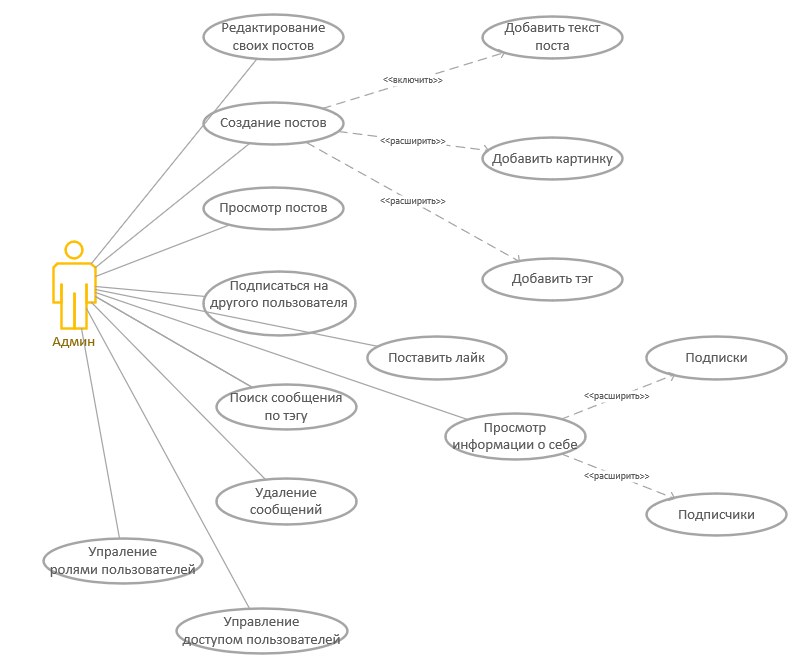 Редактирование
своих постов
Добавить текст
поста
<<включить>>
Создание постов
<<расширить>>
Добавить картинку
Просмотр постов
<<расширить>>
Добавить тэг
Подписаться на
другого пользователя
Админ
Поставить лайк
Подписки
<<расширить>>
Поиск сообщения
по тэгу
Просмотр
информации о себе
<<расширить>>
Удаление
сообщений
Подписчики
Упраление
ролями пользователей
Управление
доступом пользователей